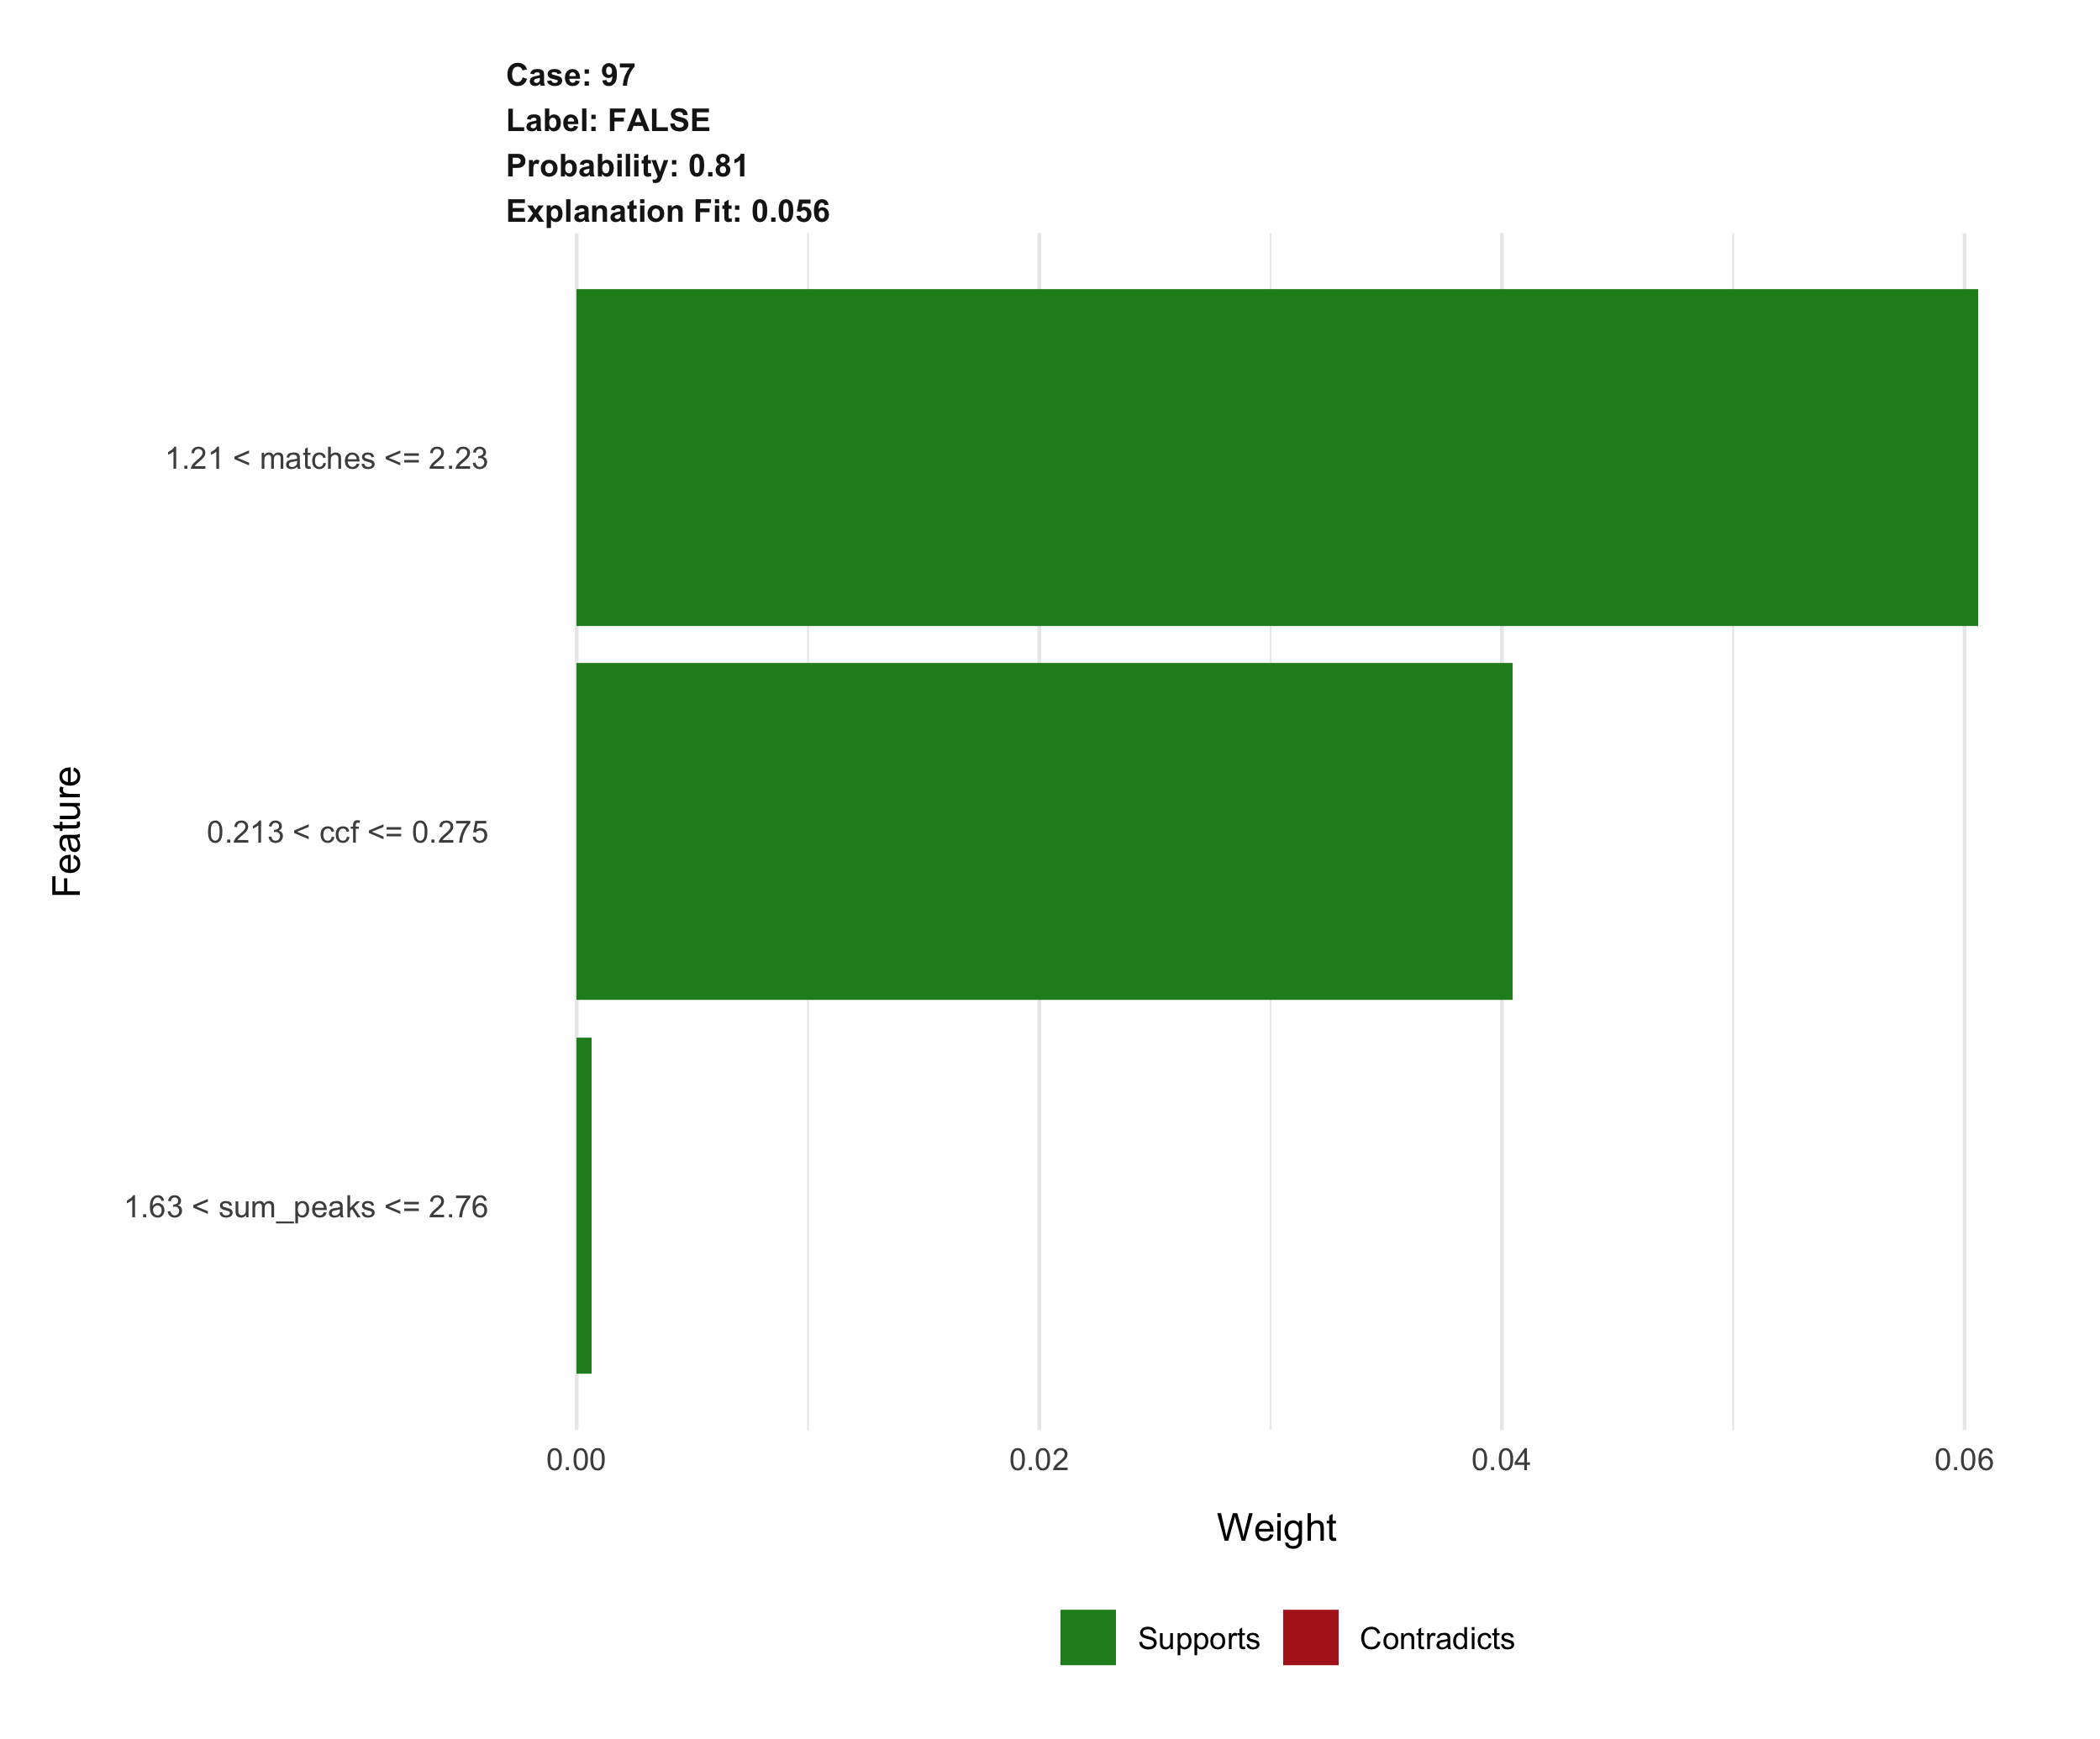 Case: 97
Label: FALSE
Probability: 0.81
Explanation Fit: 0.056
1.21 < matches <= 2.23
0.213 < ccf <= 0.275
1.63 < sum_peaks <= 2.76
Feature
0.00 0.02 0.04 0.06
Weight
Supports Contradicts